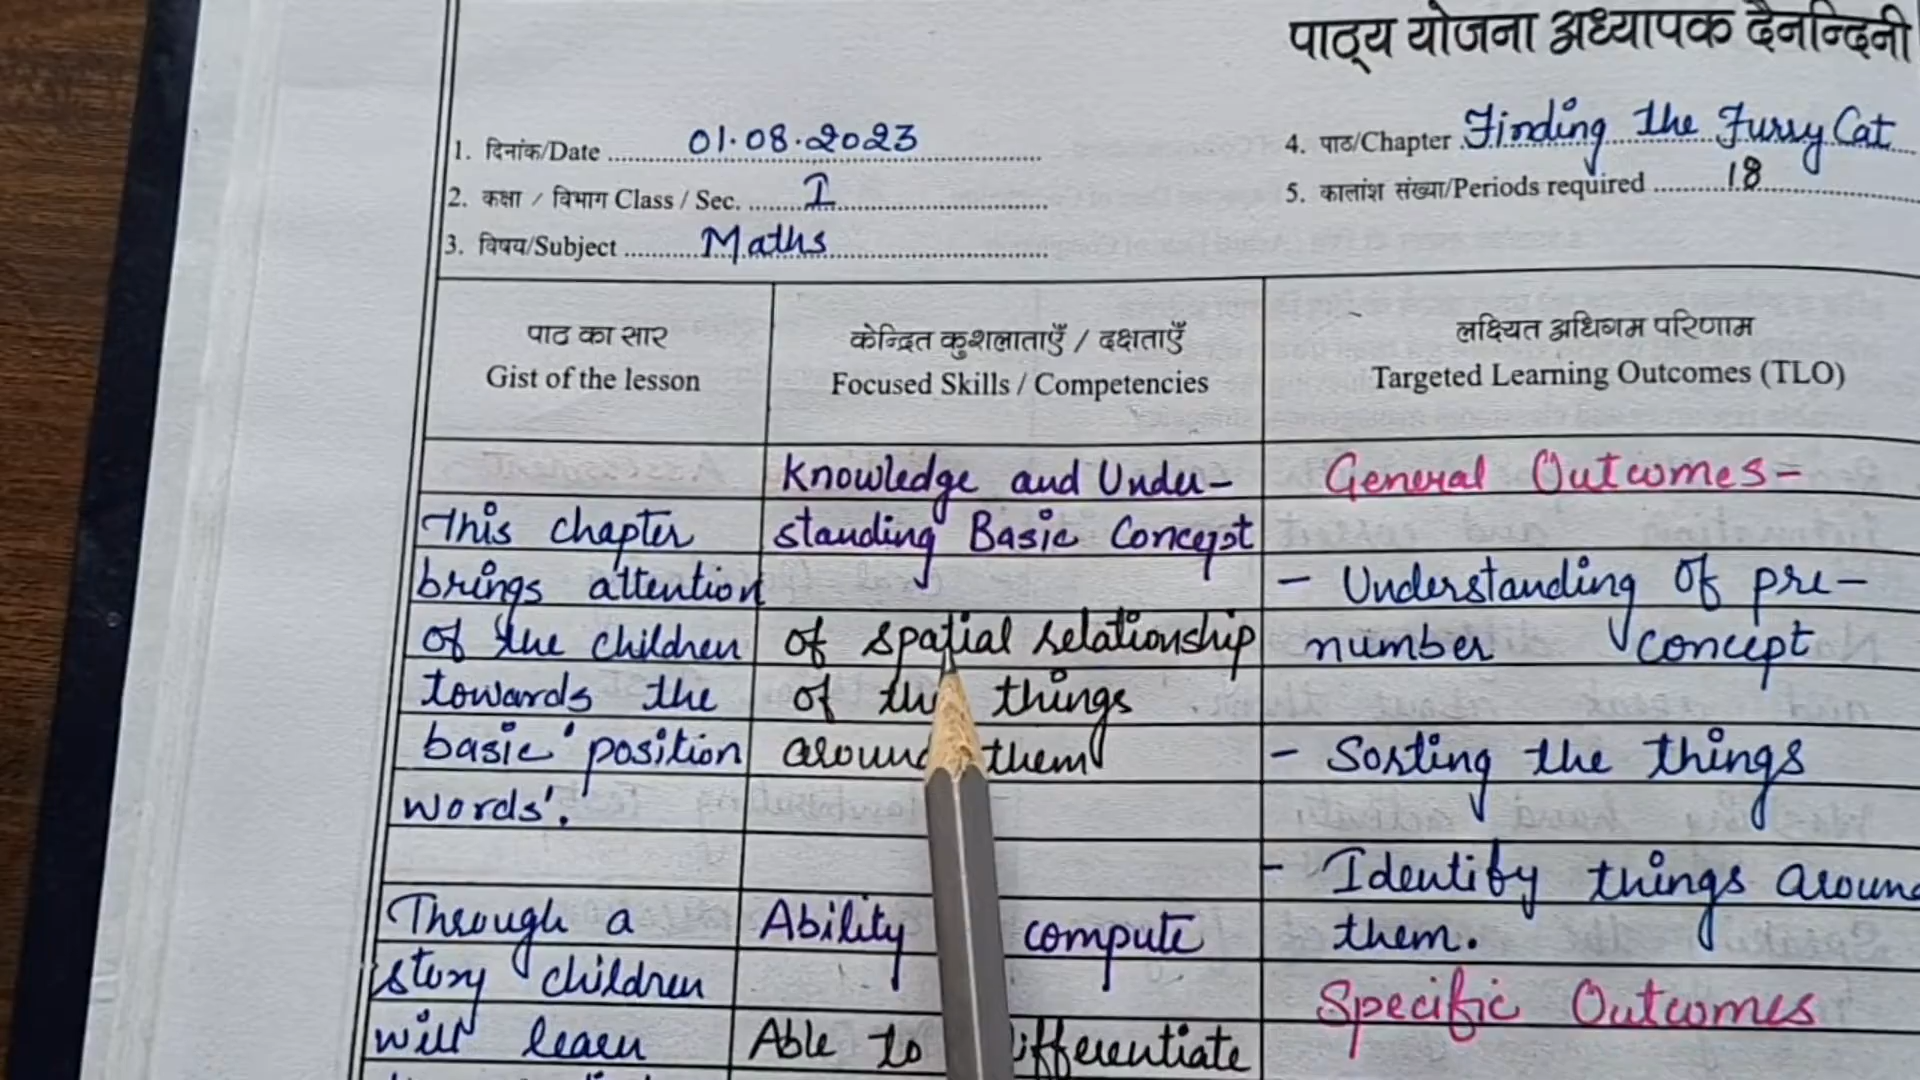 पाठ्य योजना अध्यापक दैनन्दिनी
1. दिनांक/Date 01.08.2023
2. कक्षा / विभाग Class / Sec. I
3. विषय/Subject Maths
4. पाठ/Chapter Finding the Furry Cat
5. कालांश संख्या/Periods required 18
पाठ का सार
Gist of the lesson
This chapter
brings attention
of the children
towards the
basic 'position
words'.
Through a
story children
will learn
केन्द्रित कुशलाताएँ / दक्षताएँ
Focused Skills / Competencies
Knowledge and Under-
standing Basic Concept
of spatial relationship
of the things
around them
Ability compute
Able to differentiate
लक्षियत अधिगम परिणाम
Targeted Learning Outcomes (TLO)
General Outcomes-
- Understanding of pre-
number concept
- Sorting the things
- Identify things around
them.
Specific Outcomes